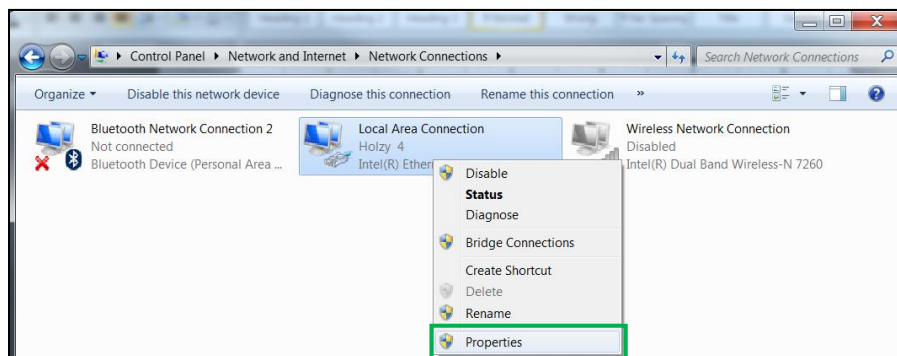 Control Panel ▸ Network and Internet ▸ Network Connections ▸
Search Network Connections
Organize
Disable this network device
Diagnose this connection
Rename this connection
»
Bluetooth Network Connection 2
Not connected
Bluetooth Device (Personal Area ...
Local Area Connection
Holzy 4
Intel(R) Ethern
Wireless Network Connection
Disabled
Intel(R) Dual Band Wireless-N 7260
Disable
Status
Diagnose
Bridge Connections
Create Shortcut
Delete
Rename
Properties